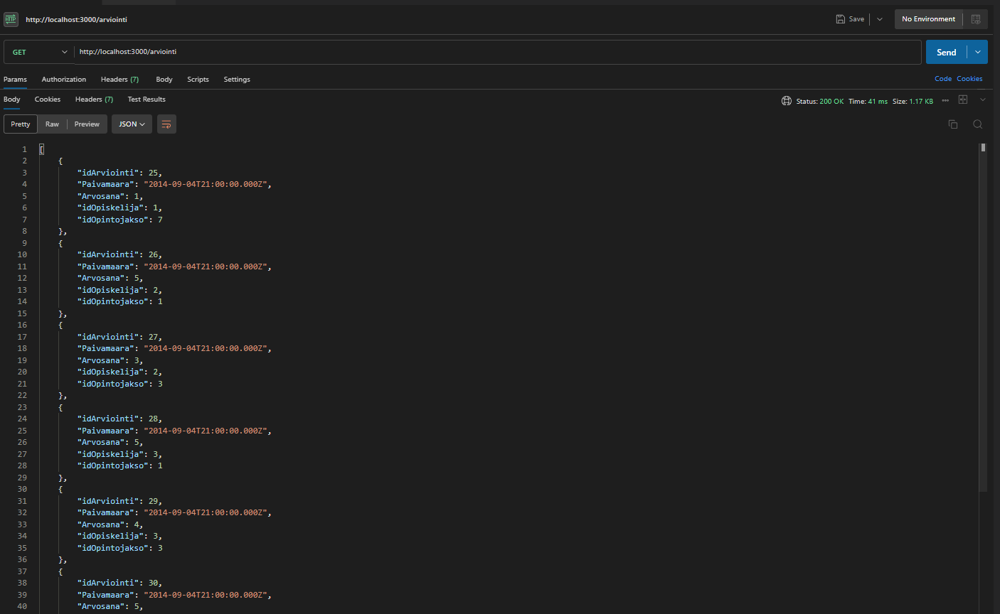 HTTP http://localhost:3000/arviointi Save No Environment
GET http://localhost:3000/arviointi Send
Params Authorization Headers (7) Body Scripts Settings Code Cookies
Body Cookies Headers (7) Test Results Status: 200 OK Time: 41 ms Size: 1.17 KB
Pretty Raw Preview JSON
1 [
2 {
3 "idArviointi": 25,
4 "Paivamaara": "2014-09-04T21:00:00.000Z",
5 "Arvosana": 1,
6 "idOpiskelija": 1,
7 "idOpintojakso": 7
8 },
9 {
10 "idArviointi": 26,
11 "Paivamaara": "2014-09-04T21:00:00.000Z",
12 "Arvosana": 5,
13 "idOpiskelija": 2,
14 "idOpintojakso": 1
15 },
16 {
17 "idArviointi": 27,
18 "Paivamaara": "2014-09-04T21:00:00.000Z",
19 "Arvosana": 3,
20 "idOpiskelija": 2,
21 "idOpintojakso": 3
22 },
23 {
24 "idArviointi": 28,
25 "Paivamaara": "2014-09-04T21:00:00.000Z",
26 "Arvosana": 5,
27 "idOpiskelija": 3,
28 "idOpintojakso": 1
29 },
30 {
31 "idArviointi": 29,
32 "Paivamaara": "2014-09-04T21:00:00.000Z",
33 "Arvosana": 4,
34 "idOpiskelija": 3,
35 "idOpintojakso": 3
36 },
37 {
38 "idArviointi": 30,
39 "Paivamaara": "2014-09-04T21:00:00.000Z",
40 "Arvosana": 5,